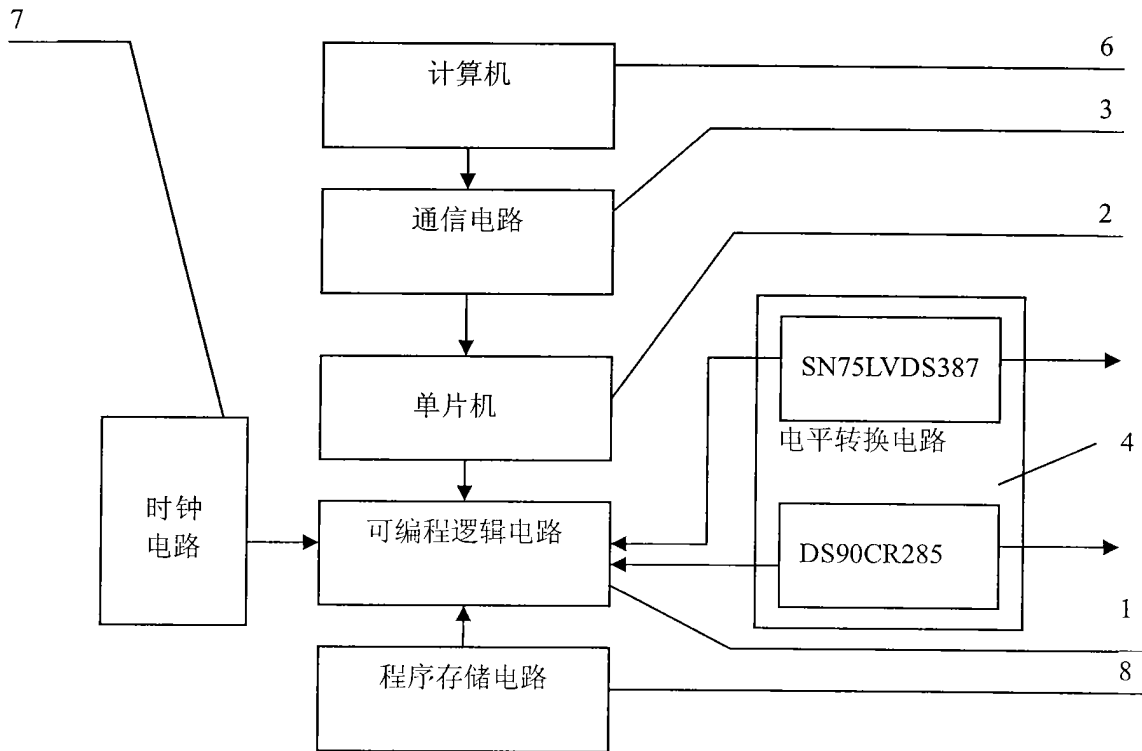 7
计算机
6
3
通信电路
2
单片机
SN75LVDS387
电平转换电路
4
时钟
电路
可编程逻辑电路
DS90CR285
1
程序存储电路
8